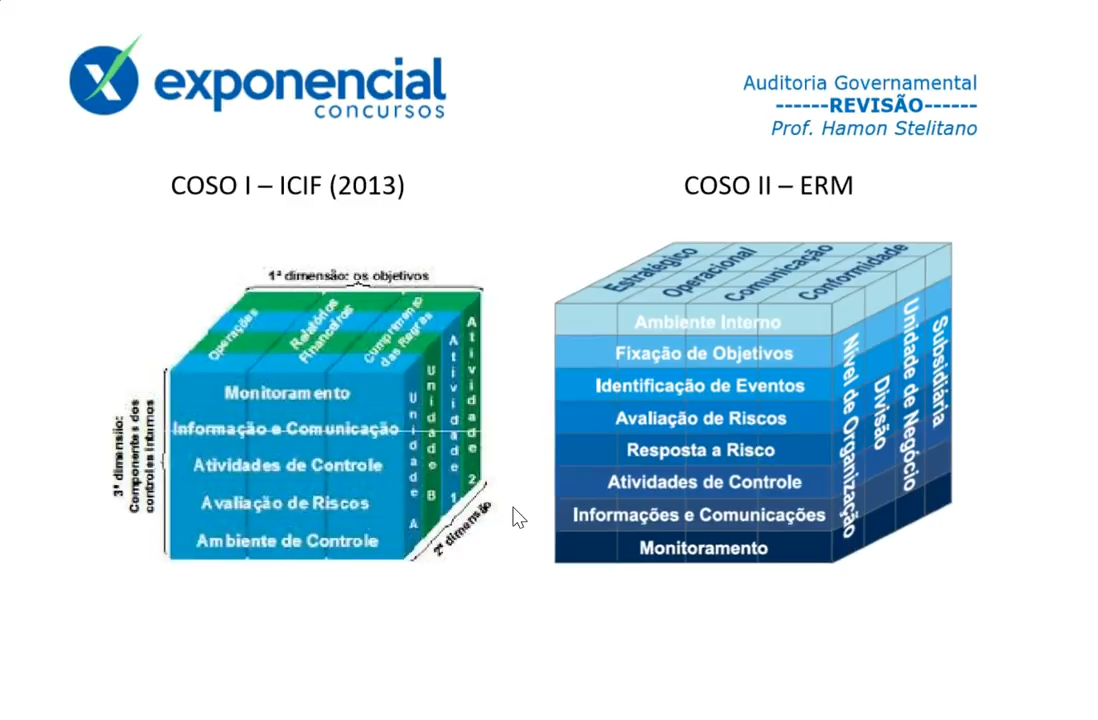 exponencial
concursos
Auditoria Governamental
------REVISÃO------
Prof. Hamon Stelitano
COSO I – ICIF (2013)
COSO II – ERM
1ª dimensão: os objetivos
Operações
Relatórios
Financeiros
Cumprimento
das Regras
Monitoramento
Informação e Comunicação
Atividades de Controle
Avaliação de Riscos
Ambiente de Controle
Unidade A
Unidade B
Atividade 1
Atividade 2
3ª dimensão:
Componentes dos
controles internos
2ª dimensão
Estratégico
Operacional
Comunicação
Conformidade
Ambiente Interno
Fixação de Objetivos
Identificação de Eventos
Avaliação de Riscos
Resposta a Risco
Atividades de Controle
Informações e Comunicações
Monitoramento
Nível de Organização
Divisão
Unidade de Negócio
Subsidiária